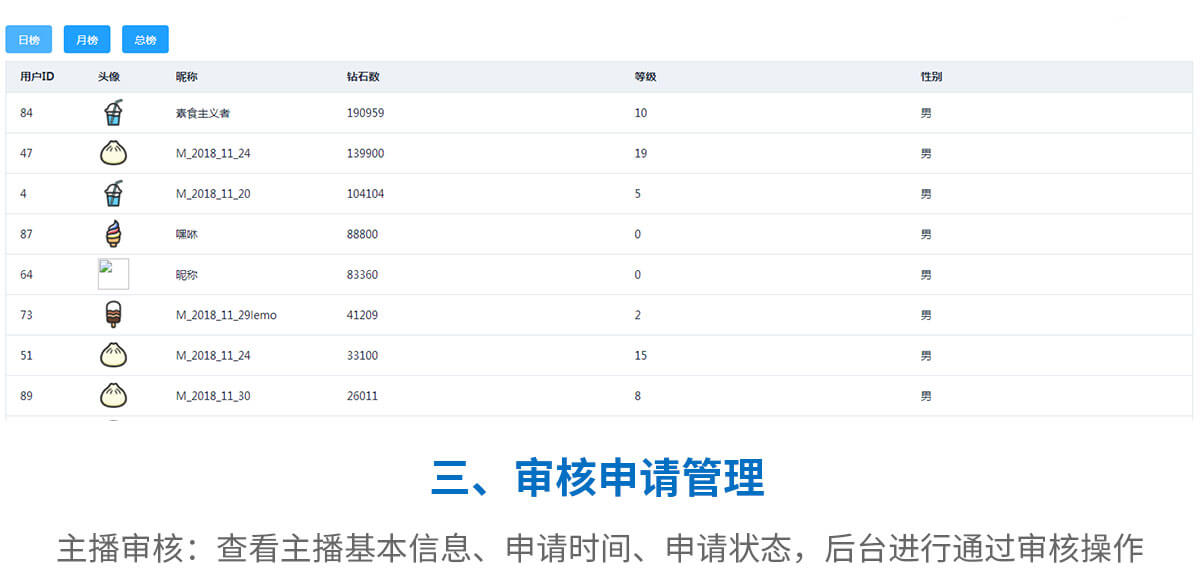 日榜 月榜 总榜
用户ID 头像 昵称 钻石数 等级 性别
84 素食主义者 190959 10 男
47 M_2018_11_24 139900 19 男
4 M_2018_11_20 104104 5 男
87 嘿咻 88800 0 男
64 昵称 83360 0 男
73 M_2018_11_29lemo 41209 2 男
51 M_2018_11_24 33100 15 男
89 M_2018_11_30 26011 8 男
三、审核申请管理
主播审核：查看主播基本信息、申请时间、申请状态，后台进行通过审核操作